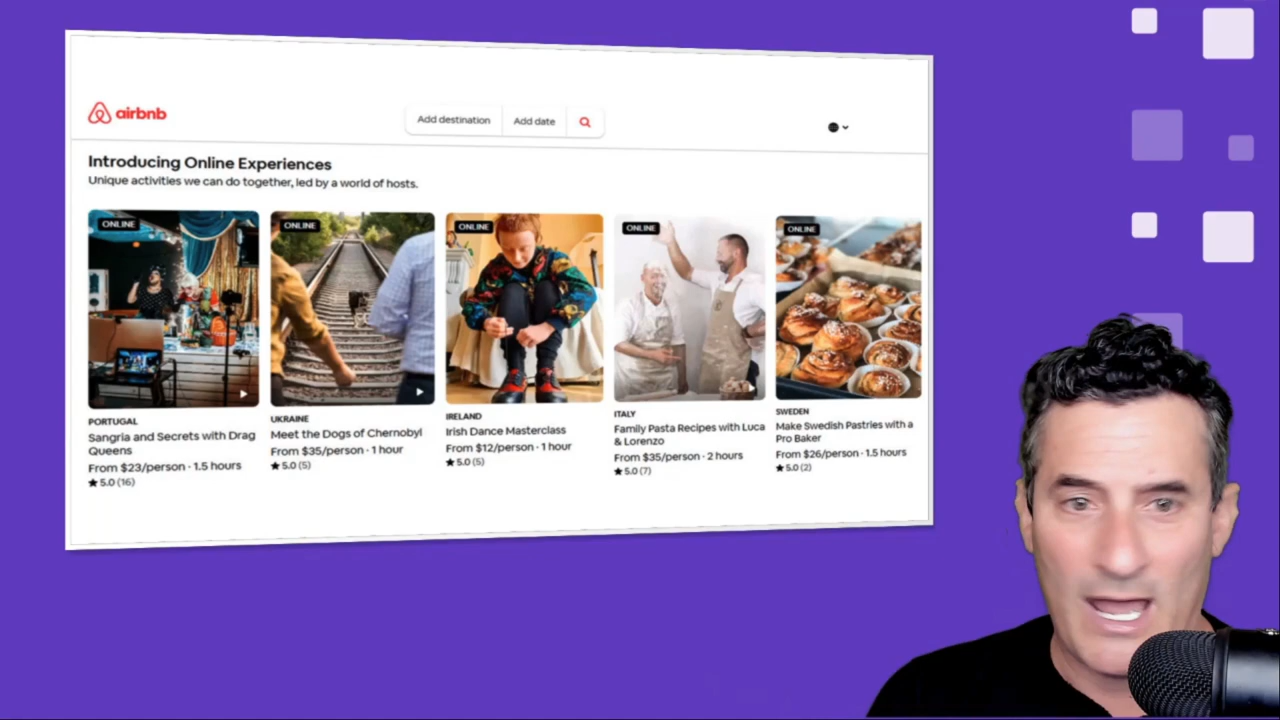 airbnb
Add destination
Add date
Introducing Online Experiences
Unique activities we can do together, led by a world of hosts.
ONLINE
PORTUGAL
Sangria and Secrets with Drag
Queens
From $23/person · 1.5 hours
★ 5.0 (16)
ONLINE
UKRAINE
Meet the Dogs of Chernobyl
From $35/person · 1 hour
★ 5.0 (5)
ONLINE
IRELAND
Irish Dance Masterclass
From $12/person · 1 hour
★ 5.0 (5)
ONLINE
ITALY
Family Pasta Recipes with Luca
& Lorenzo
From $35/person · 2 hours
★ 5.0 (7)
ONLINE
SWEDEN
Make Swedish Pastries with a
Pro Baker
From $26/person · 1.5 hours
★ 5.0 (2)